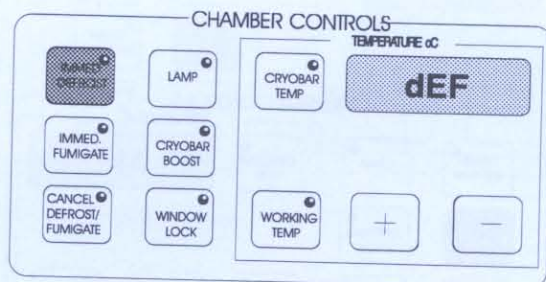 CHAMBER CONTROLS
TEMPERATURE oC
IMMED.
DEFROST
LAMP
CRYOBAR
TEMP
dEF
IMMED.
FUMIGATE
CRYOBAR
BOOST
CANCEL
DEFROST/
FUMIGATE
WINDOW
LOCK
WORKING
TEMP
+
-